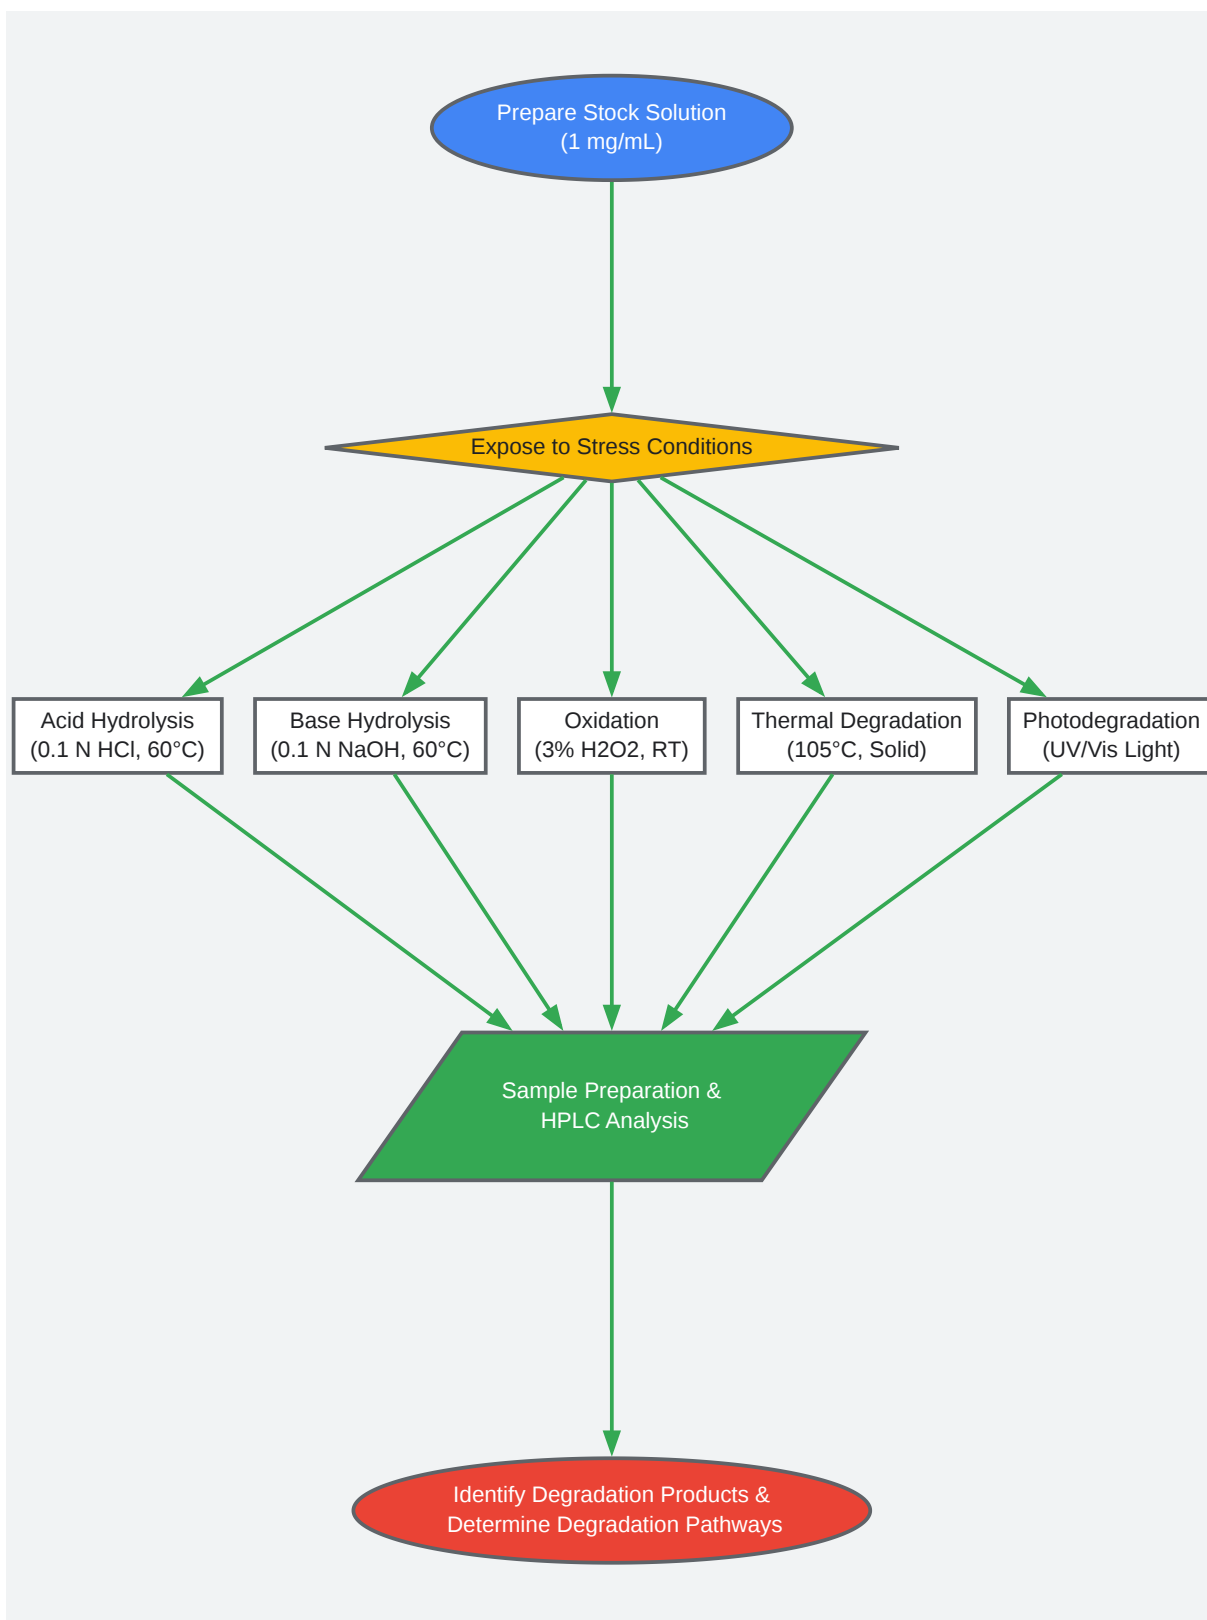 Prepare Stock Solution
(1 mg/mL)
Expose to Stress Conditions
Acid Hydrolysis
(0.1 N HCl, 60°C)
Base Hydrolysis
(0.1 N NaOH, 60°C)
Oxidation
(3% H2O2, RT)
Thermal Degradation
(105°C, Solid)
Photodegradation
(UV/Vis Light)
Sample Preparation &
HPLC Analysis
Identify Degradation Products &
Determine Degradation Pathways